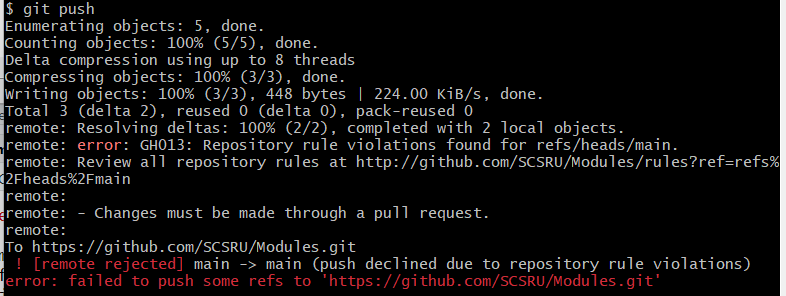 $ git push
Enumerating objects: 5, done.
Counting objects: 100% (5/5), done.
Delta compression using up to 8 threads
Compressing objects: 100% (3/3), done.
Writing objects: 100% (3/3), 448 bytes | 224.00 KiB/s, done.
Total 3 (delta 2), reused 0 (delta 0), pack-reused 0
remote: Resolving deltas: 100% (2/2), completed with 2 local objects.
remote: error: GH013: Repository rule violations found for refs/heads/main.
remote: Review all repository rules at http://github.com/SCSRU/Modules/rules?ref=refs%
2Fheads%2Fmain
remote:
remote: - Changes must be made through a pull request.
remote:
To https://github.com/SCSRU/Modules.git
! [remote rejected] main -> main (push declined due to repository rule violations)
error: failed to push some refs to 'https://github.com/SCSRU/Modules.git'